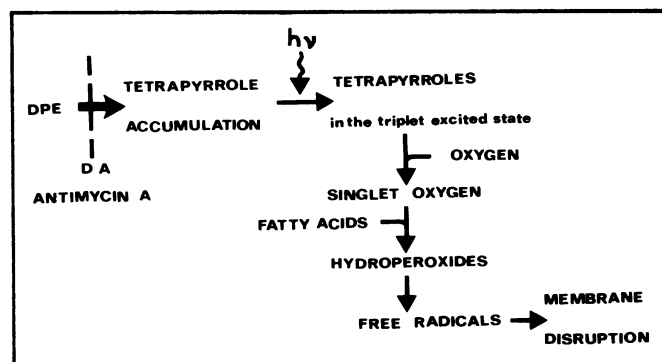 hν
DPE
TETRAPYRROLE
ACCUMULATION
TETRAPYRROLES
in the triplet excited state
D A
ANTIMYCIN A
OXYGEN
SINGLET OXYGEN
FATTY ACIDS
HYDROPEROXIDES
FREE RADICALS
MEMBRANE
DISRUPTION